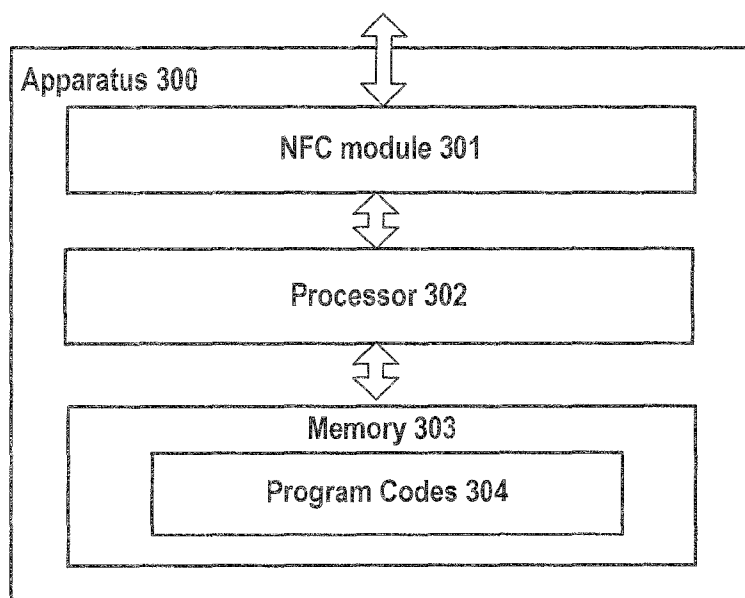 Apparatus 300
NFC module 301
Processor 302
Memory 303
Program Codes 304